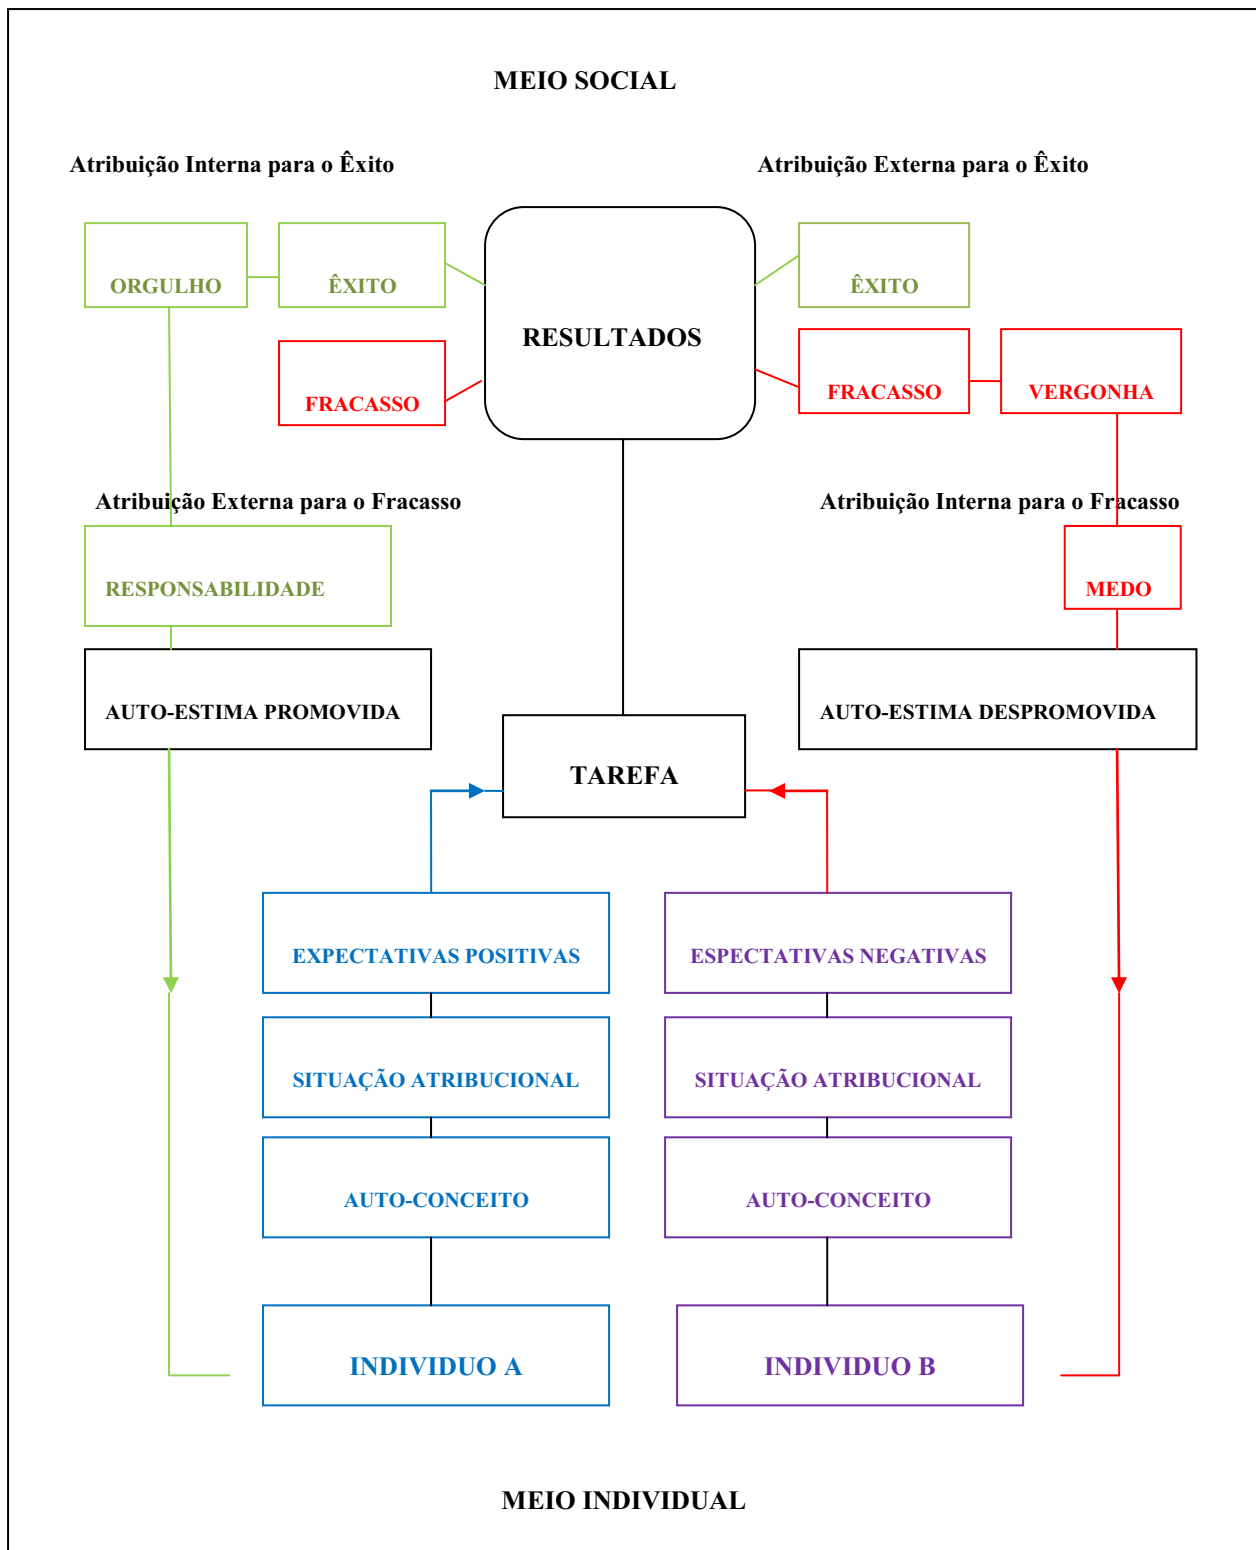 MEIO SOCIAL
Atribuição Interna para o Êxito
Atribuição Externa para o Êxito
ORGULHO
ÊXITO
RESULTADOS
ÊXITO
FRACASSO
FRACASSO
VERGONHA
Atribuição Externa para o Fracasso
Atribuição Interna para o Fracasso
RESPONSABILIDADE
MEDO
AUTO-ESTIMA PROMOVIDA
AUTO-ESTIMA DESPROMOVIDA
TAREFA
EXPECTATIVAS POSITIVAS
ESPECTATIVAS NEGATIVAS
SITUAÇÃO ATRIBUCIONAL
SITUAÇÃO ATRIBUCIONAL
AUTO-CONCEITO
AUTO-CONCEITO
INDIVIDUO A
INDIVIDUO B
MEIO INDIVIDUAL